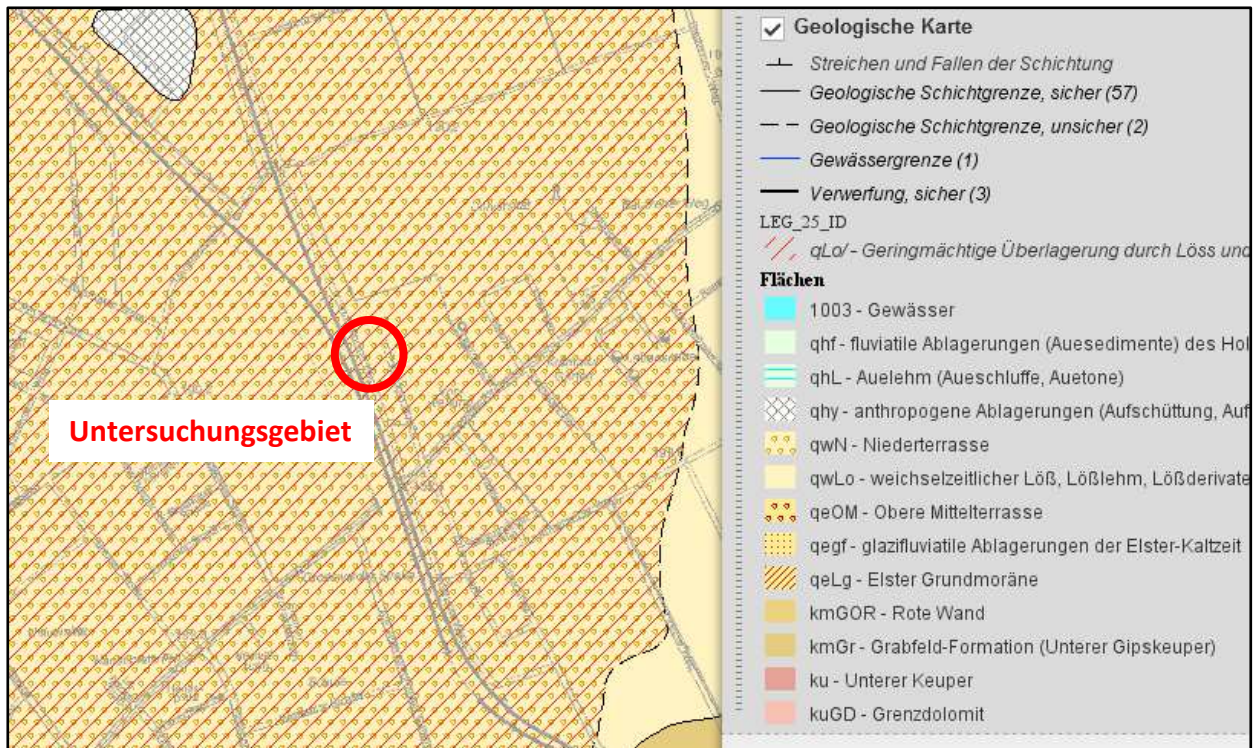 Untersuchungsgebiet
Geologische Karte
Streichen und Fallen der Schichtung
Geologische Schichtgrenze, sicher (57)
Geologische Schichtgrenze, unsicher (2)
Gewässergrenze (1)
Verwerfung, sicher (3)
LEG_25_ID
qLo/ - Geringmächtige Überlagerung durch Löss und
Flächen
1003 - Gewässer
qhf - fluviatile Ablagerungen (Auesedimente) des Hol
qhL - Auelehm (Aueschluffe, Auetone)
qhy - anthropogene Ablagerungen (Aufschüttung, Auf
qwN - Niederterrasse
qwLo - weichselzeitlicher Löß, Lößlehm, Lößderivate
qeOM - Obere Mittelterrasse
qegf - glazifluviatile Ablagerungen der Elster-Kaltzeit
qeLg - Elster Grundmoräne
kmGOR - Rote Wand
kmGr - Grabfeld-Formation (Unterer Gipskeuper)
ku - Unterer Keuper
kuGD - Grenzdolomit